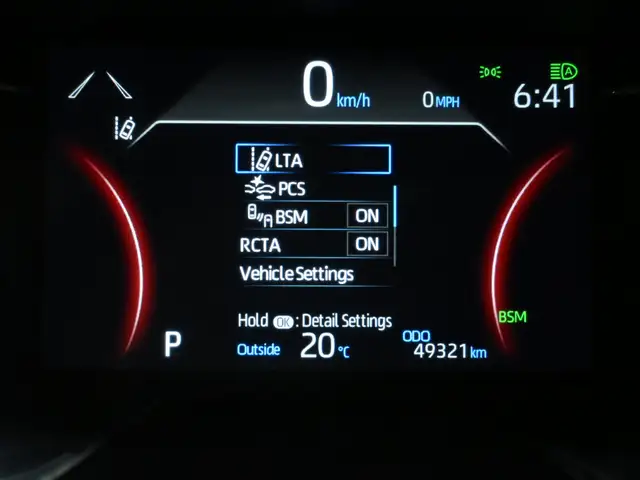 0 km/h 0 MPH 6:41
A
LTA
PCS
BSM ON
RCTA ON
Vehicle Settings
Hold OK : Detail Settings
BSM
P Outside 20 °C ODO 49321 km